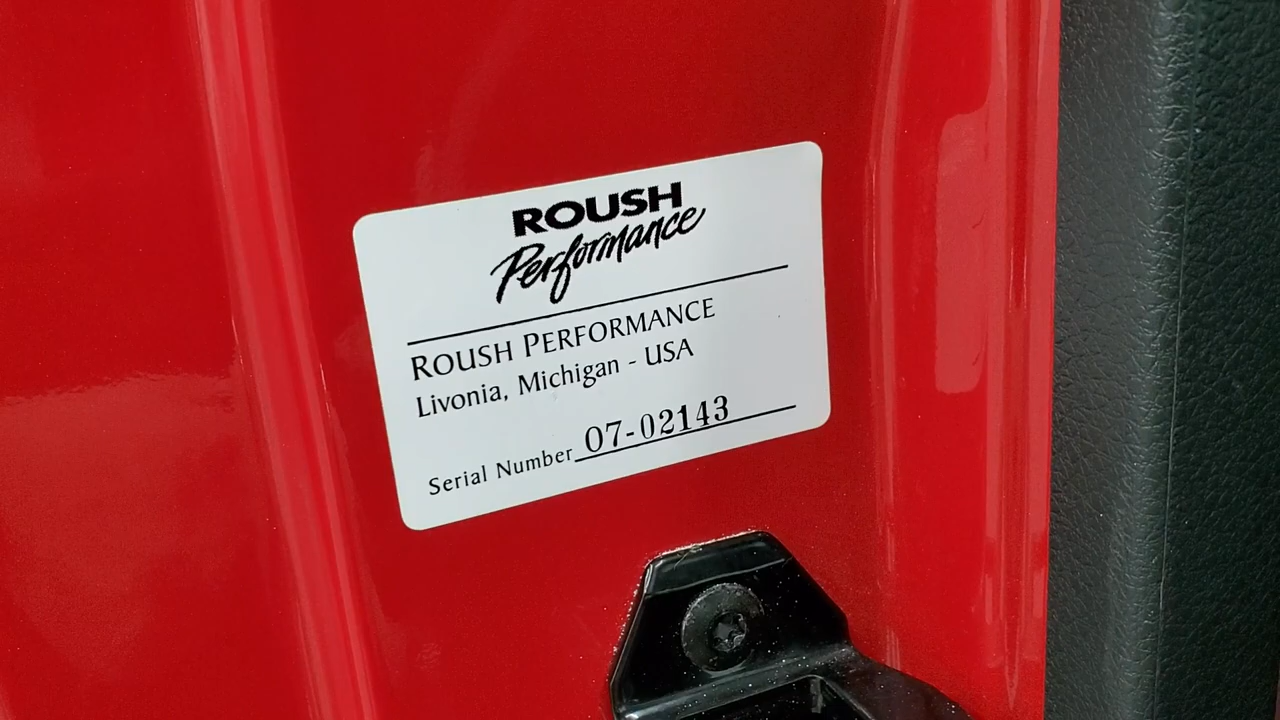 ROUSH
Performance
ROUSH PERFORMANCE
Livonia, Michigan - USA
Serial Number 07-02143